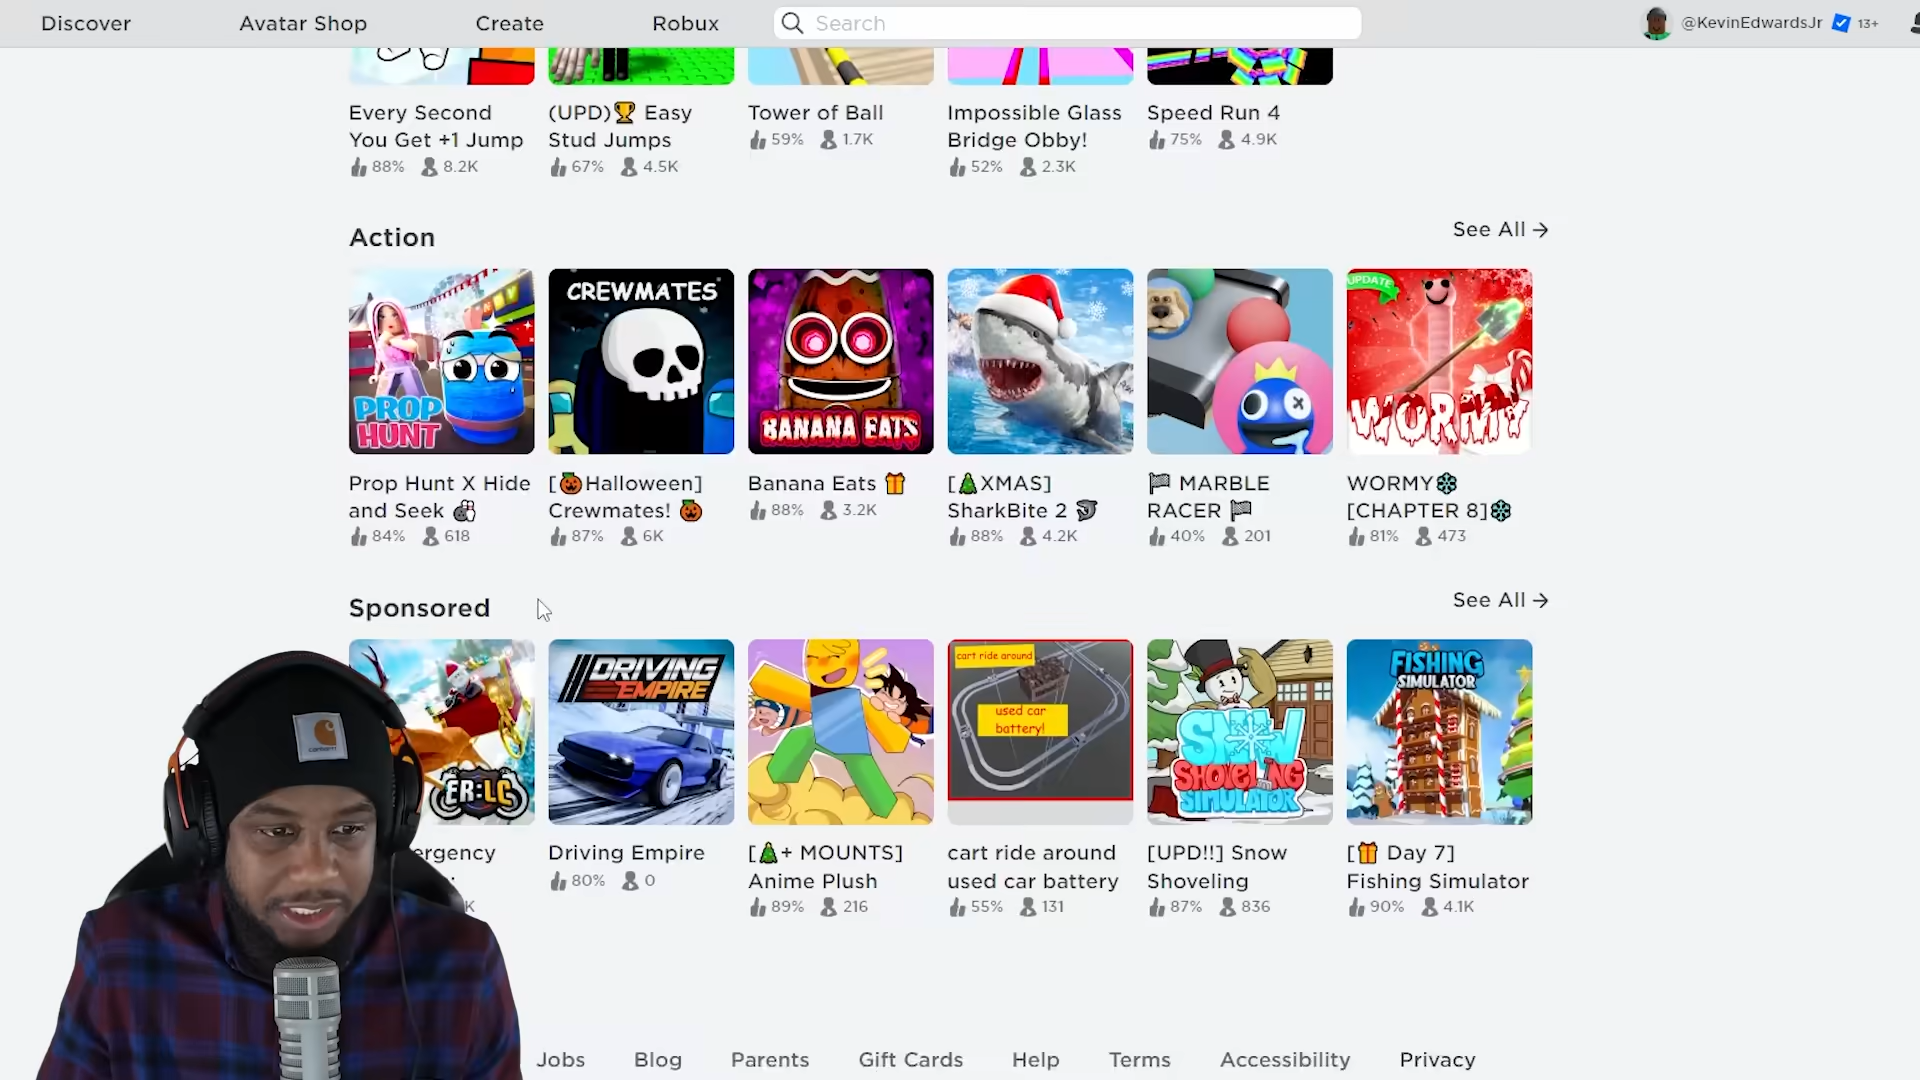 Discover
Avatar Shop
Create
Robux
Search
@KevinEdwardsJr
13+
Every Second
You Get +1 Jump
88% 8.2K
(UPD)🏆 Easy
Stud Jumps
67% 4.5K
Tower of Ball
59% 1.7K
Impossible Glass
Bridge Obby!
52% 2.3K
Speed Run 4
75% 4.9K
Action
See All →
PROP
HUNT
CREWMATES
BANANA EATS
UPDATE
WORMY
Prop Hunt X Hide
and Seek 🎳
84% 618
[🎃Halloween]
Crewmates! 🎃
87% 6K
Banana Eats 🎁
88% 3.2K
[🎄XMAS]
SharkBite 2 🦈
88% 4.2K
🏁 MARBLE
RACER 🏁
40% 201
WORMY❄️
[CHAPTER 8]❄️
81% 473
Sponsored
See All →
ER:LC
DRIVING
EMPIRE
cart ride around
used car
battery!
SNOW
SHOVELING
SIMULATOR
FISHING
SIMULATOR
carhartt
ergency
:
K
Driving Empire
80% 0
[🎄+ MOUNTS]
Anime Plush
89% 216
cart ride around
used car battery
55% 131
[UPD!!] Snow
Shoveling
87% 836
[🎁 Day 7]
Fishing Simulator
90% 4.1K
Jobs
Blog
Parents
Gift Cards
Help
Terms
Accessibility
Privacy